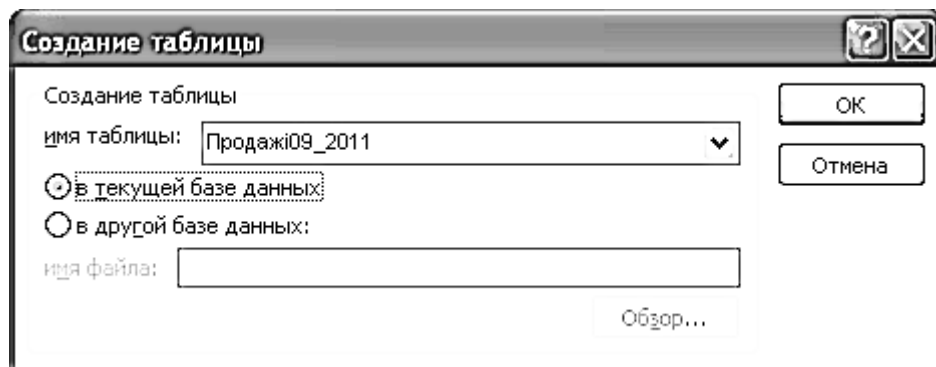 Создание таблицы
Создание таблицы
имя таблицы: Продажі09_2011
в текущей базе данных
в другой базе данных:
имя файла:
Обзор...
ОК
Отмена